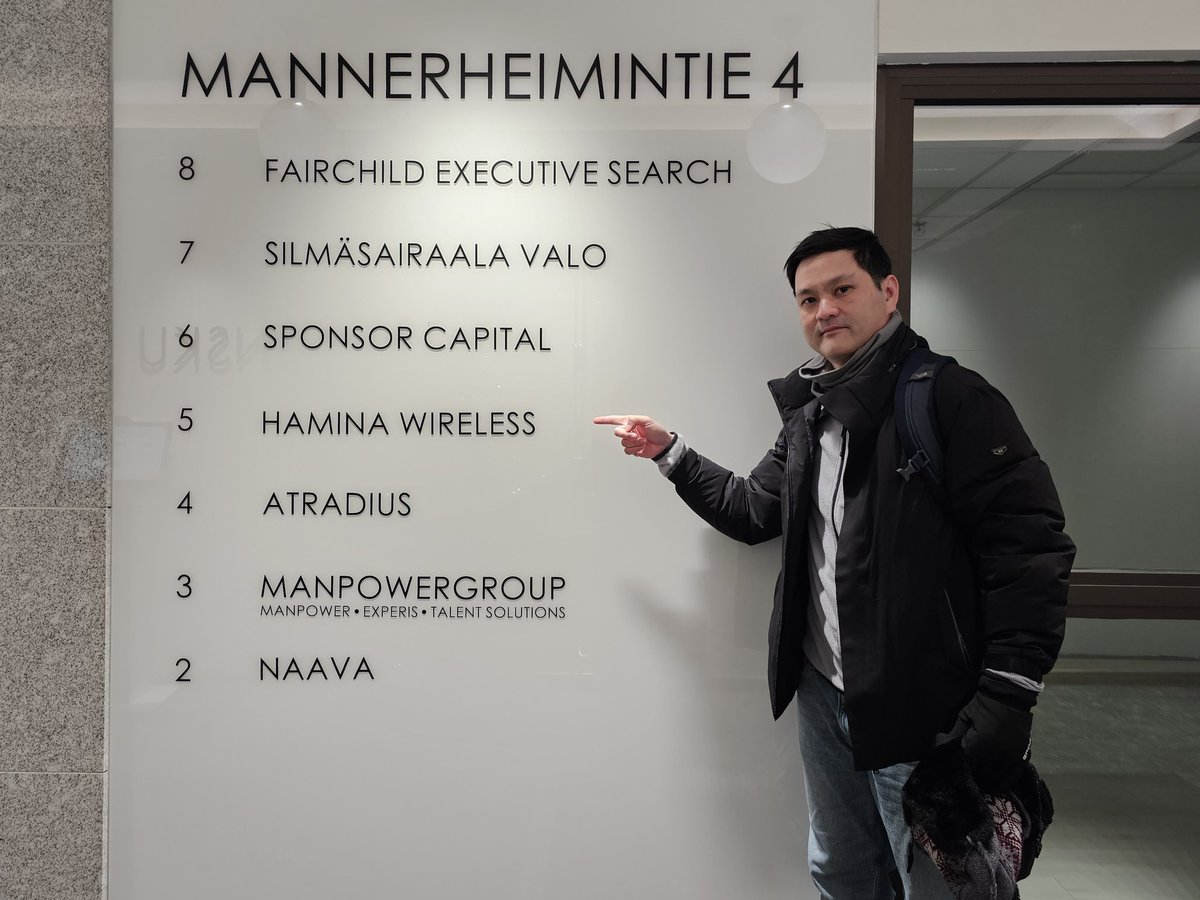 MANNERHEIMINTIE 4
8 FAIRCHILD EXECUTIVE SEARCH
7 SILMÄSAIRAALA VALO
6 SPONSOR CAPITAL
5 HAMINA WIRELESS
4 ATRADIUS
3 MANPOWERGROUP
MANPOWER • EXPERIS • TALENT SOLUTIONS
2 NAAVA